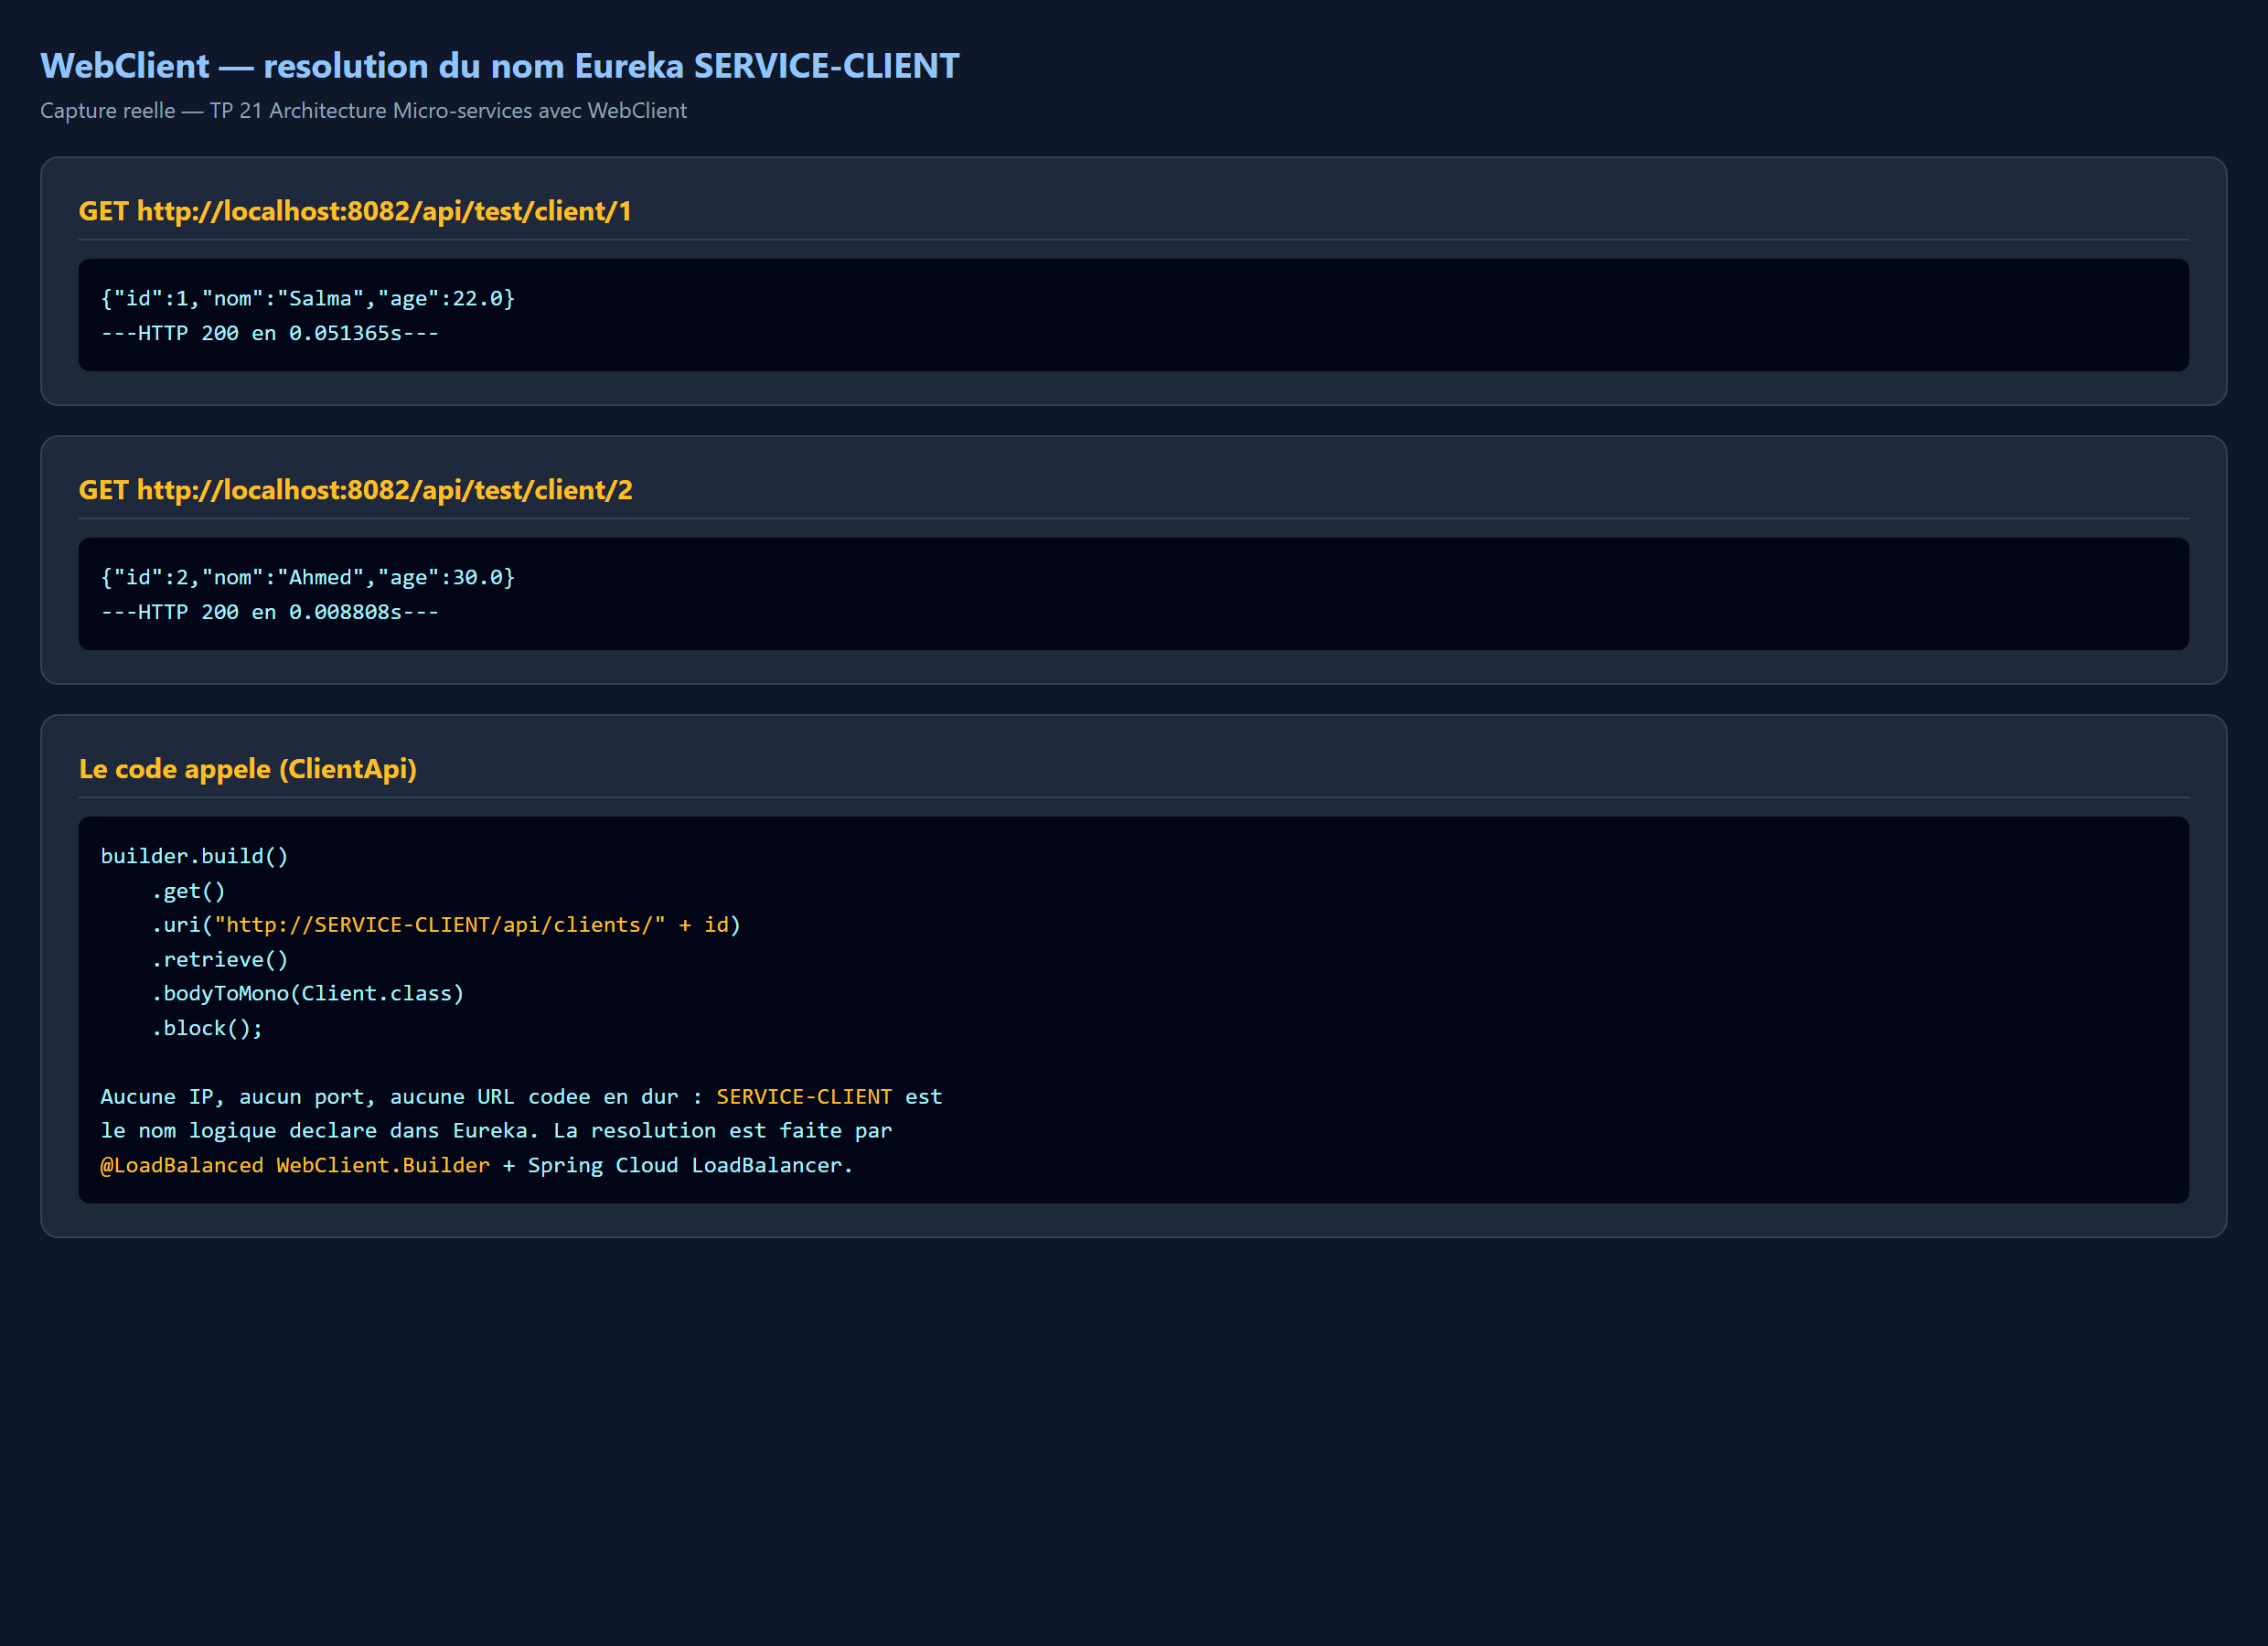 WebClient — resolution du nom Eureka SERVICE-CLIENT
Capture reelle — TP 21 Architecture Micro-services avec WebClient
GET http://localhost:8082/api/test/client/1
{"id":1,"nom":"Salma","age":22.0}
---HTTP 200 en 0.051365s---
GET http://localhost:8082/api/test/client/2
{"id":2,"nom":"Ahmed","age":30.0}
---HTTP 200 en 0.008808s---
Le code appele (ClientApi)
builder.build()
    .get()
    .uri("http://SERVICE-CLIENT/api/clients/" + id)
    .retrieve()
    .bodyToMono(Client.class)
    .block();
Aucune IP, aucun port, aucune URL codee en dur : SERVICE-CLIENT est
le nom logique declare dans Eureka. La resolution est faite par
@LoadBalanced WebClient.Builder + Spring Cloud LoadBalancer.